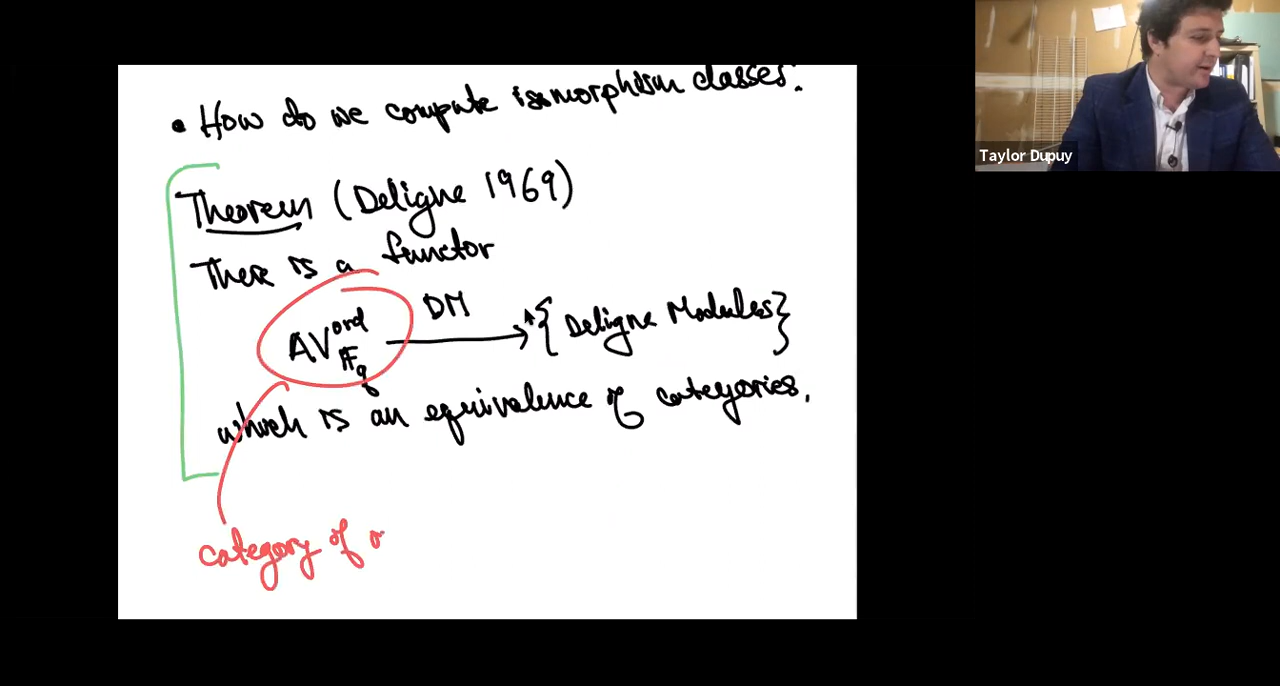 • How do we compute isomorphism classes?
Taylor Dupuy
Theorem (Deligne 1969)
There is a functor
AV^ord_F_q DM → {Deligne Modules}
which is an equivalence of categories.
category of